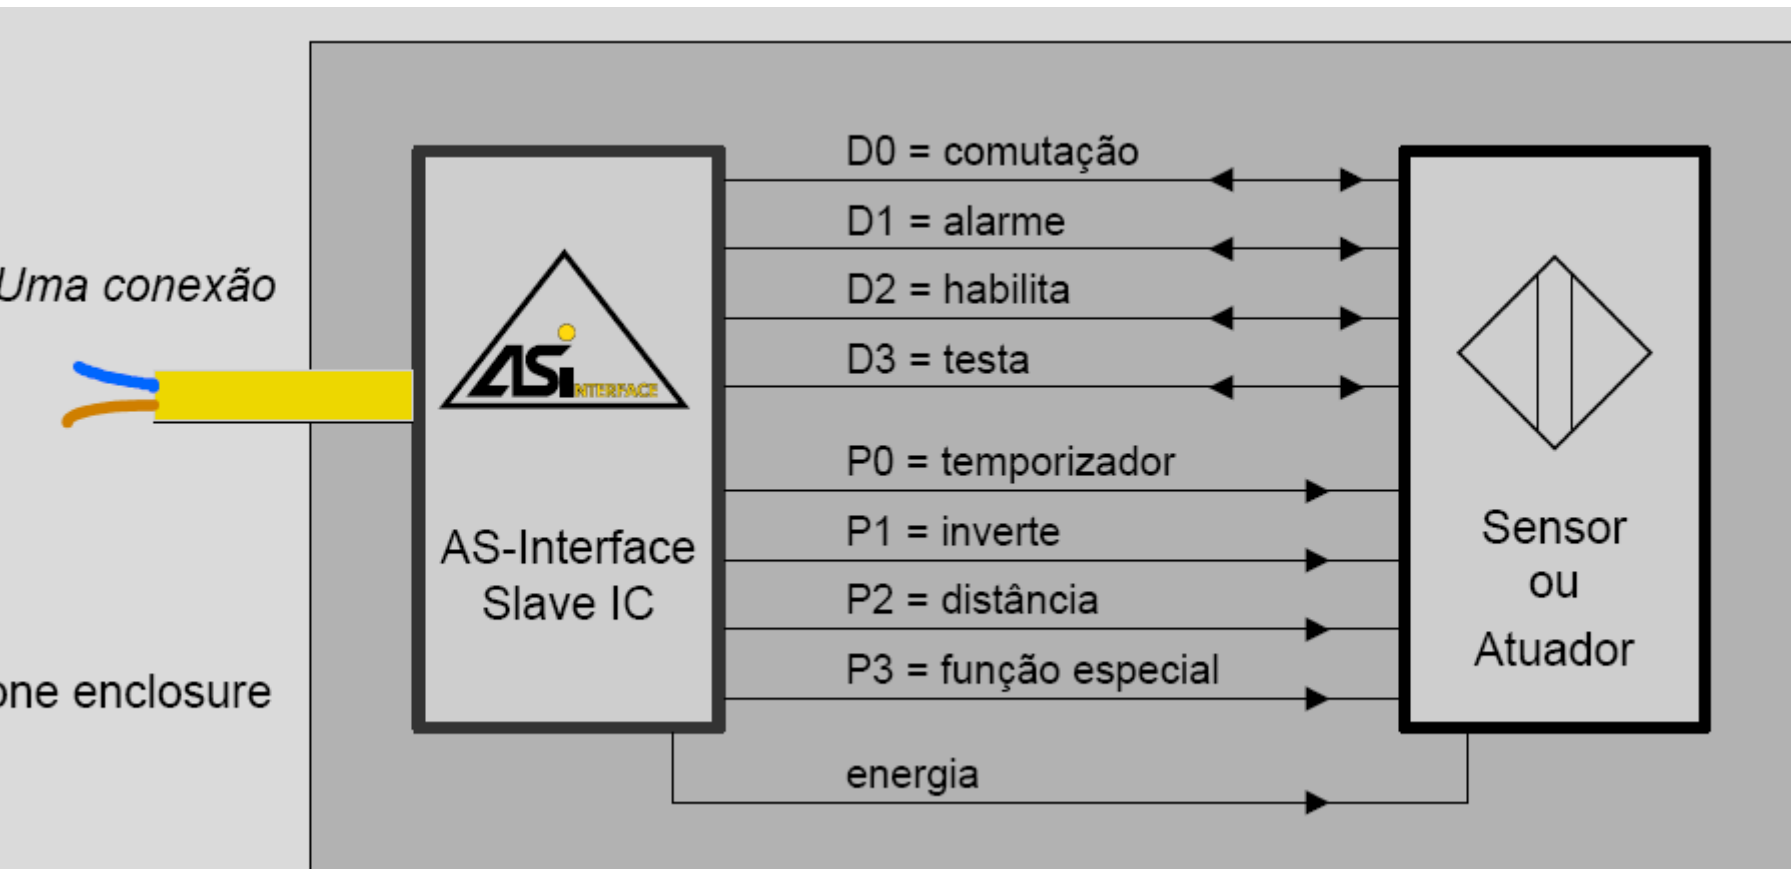 Uma conexão
one enclosure
ASi INTERFACE
AS-Interface
Slave IC
D0 = comutação
D1 = alarme
D2 = habilita
D3 = testa
P0 = temporizador
P1 = inverte
P2 = distância
P3 = função especial
energia
Sensor
ou
Atuador